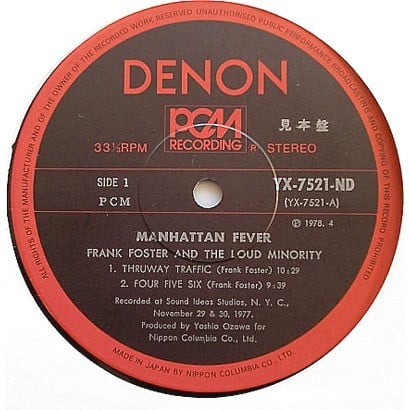 ALL RIGHTS OF THE MANUFACTURER AND OF THE OWNER OF THE RECORDED WORK RESERVED. UNAUTHORISED PUBLIC PERFORMANCE BROADCASTING AND COPYING OF THIS RECORD PROHIBITED.
DENON
PCM
RECORDING
33⅓RPM
R STEREO
見本盤
SIDE 1
PCM
YX-7521-ND
(YX-7521-A)
Ⓟ 1978. 4
MANHATTAN FEVER
FRANK FOSTER AND THE LOUD MINORITY
1. THRUWAY TRAFFIC (Frank Foster) 10:29
2. FOUR FIVE SIX (Frank Foster) 9:39
Recorded at Sound Ideas Studios, N. Y. C.,
November 29 & 30, 1977.
Produced by Yoshio Ozawa for
Nippon Columbia Co., Ltd.
MADE IN JAPAN BY NIPPON COLUMBIA CO., LTD.